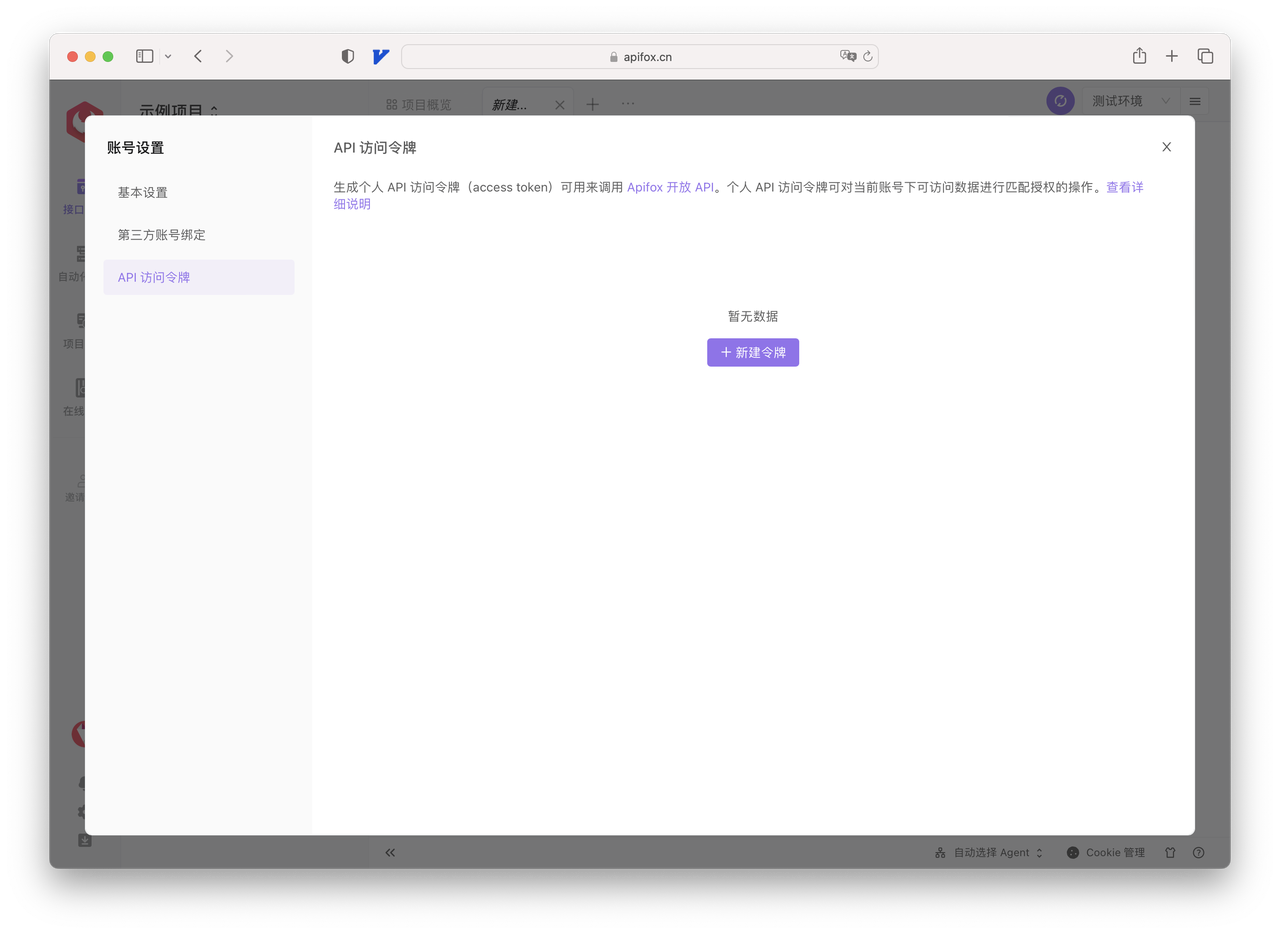 apifox.cn
示例项目
项目概览
新建...
测试环境
接口
自动化
项目
在线
邀请
账号设置
基本设置
第三方账号绑定
API 访问令牌
API 访问令牌
生成个人 API 访问令牌（access token）可用来调用 Apifox 开放 API。个人 API 访问令牌可对当前账号下可访问数据进行匹配授权的操作。查看详
细说明
暂无数据
新建令牌
自动选择 Agent
Cookie 管理